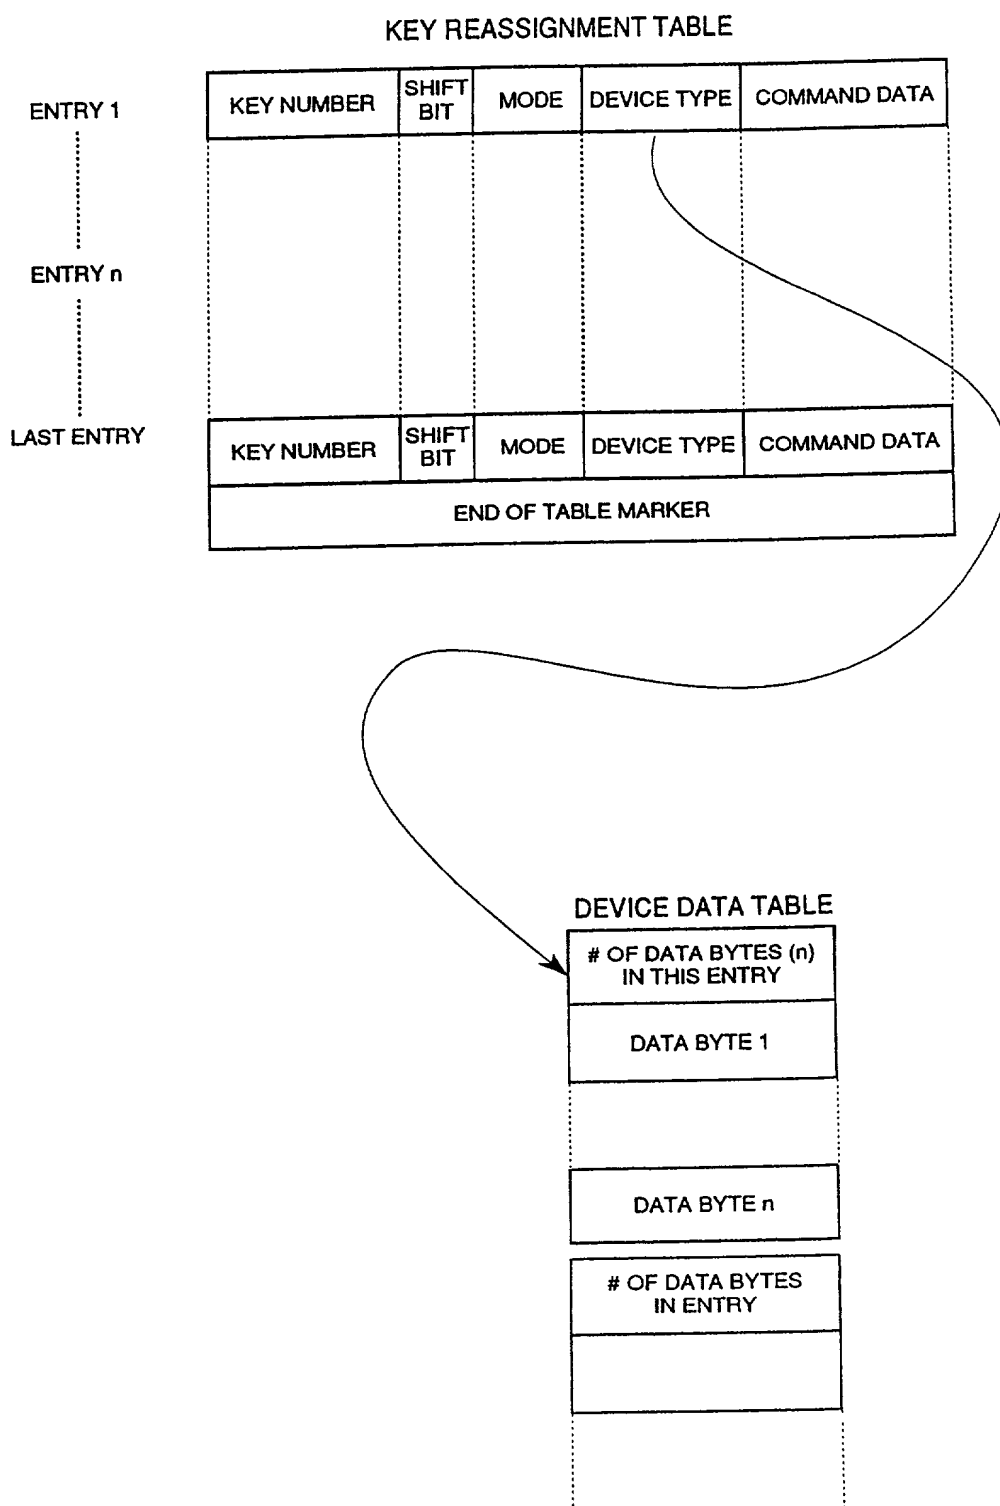 KEY REASSIGNMENT TABLE
ENTRY 1
KEY NUMBER
SHIFT
BIT
MODE
DEVICE TYPE
COMMAND DATA
ENTRY n
LAST ENTRY
KEY NUMBER
SHIFT
BIT
MODE
DEVICE TYPE
COMMAND DATA
END OF TABLE MARKER
DEVICE DATA TABLE
# OF DATA BYTES (n)
IN THIS ENTRY
DATA BYTE 1
DATA BYTE n
# OF DATA BYTES
IN ENTRY